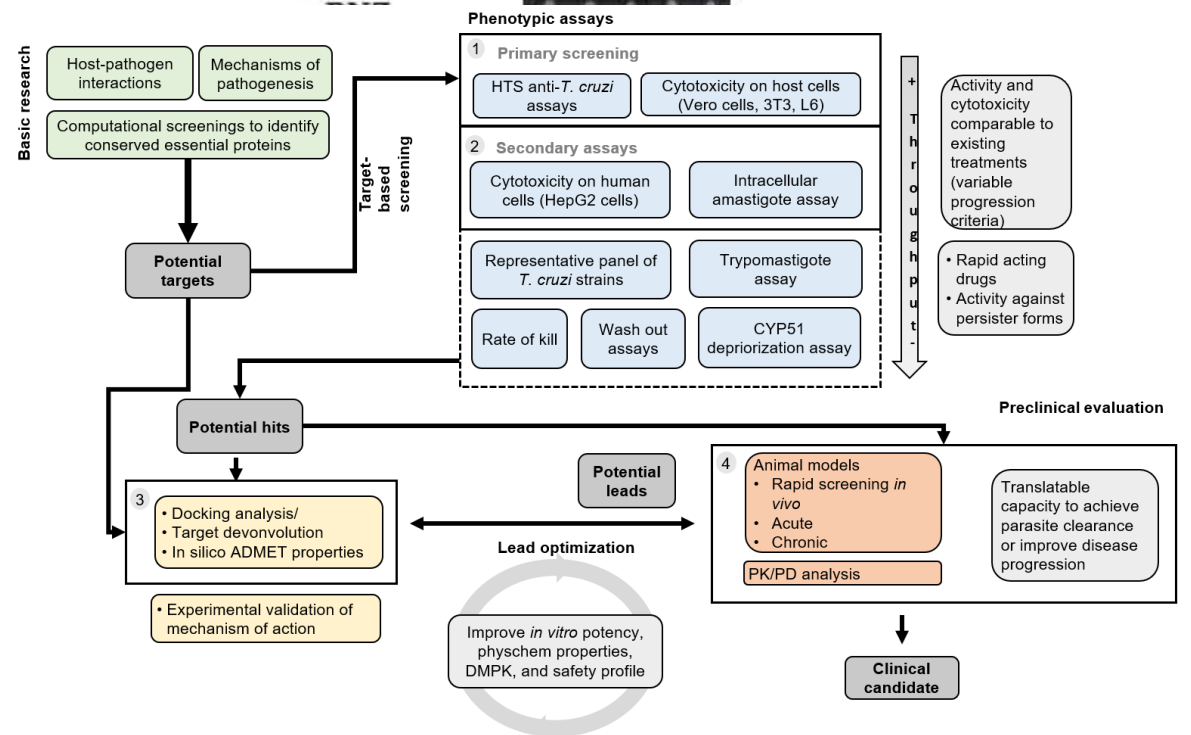 Phenotypic assays
Basic research
Host-pathogen
interactions
Mechanisms of
pathogenesis
Computational screenings to identify
conserved essential proteins
Potential
targets
Target-
based
screening
1
Primary screening
HTS anti-T. cruzi
assays
Cytotoxicity on host cells
(Vero cells, 3T3, L6)
2
Secondary assays
Cytotoxicity on human
cells (HepG2 cells)
Intracellular
amastigote assay
Representative panel of
T. cruzi strains
Trypomastigote
assay
Rate of kill
Wash out
assays
CYP51
depriorization assay
+ Throughput -
Activity and
cytotoxicity
comparable to
existing
treatments
(variable
progression
criteria)
• Rapid acting
drugs
• Activity against
persister forms
Potential hits
Preclinical evaluation
3
• Docking analysis/
• Target devonvolution
• In silico ADMET properties
• Experimental validation of
mechanism of action
Potential
leads
Lead optimization
Improve in vitro potency,
physchem properties,
DMPK, and safety profile
4
Animal models
• Rapid screening in
vivo
• Acute
• Chronic
PK/PD analysis
Translatable
capacity to achieve
parasite clearance
or improve disease
progression
Clinical
candidate